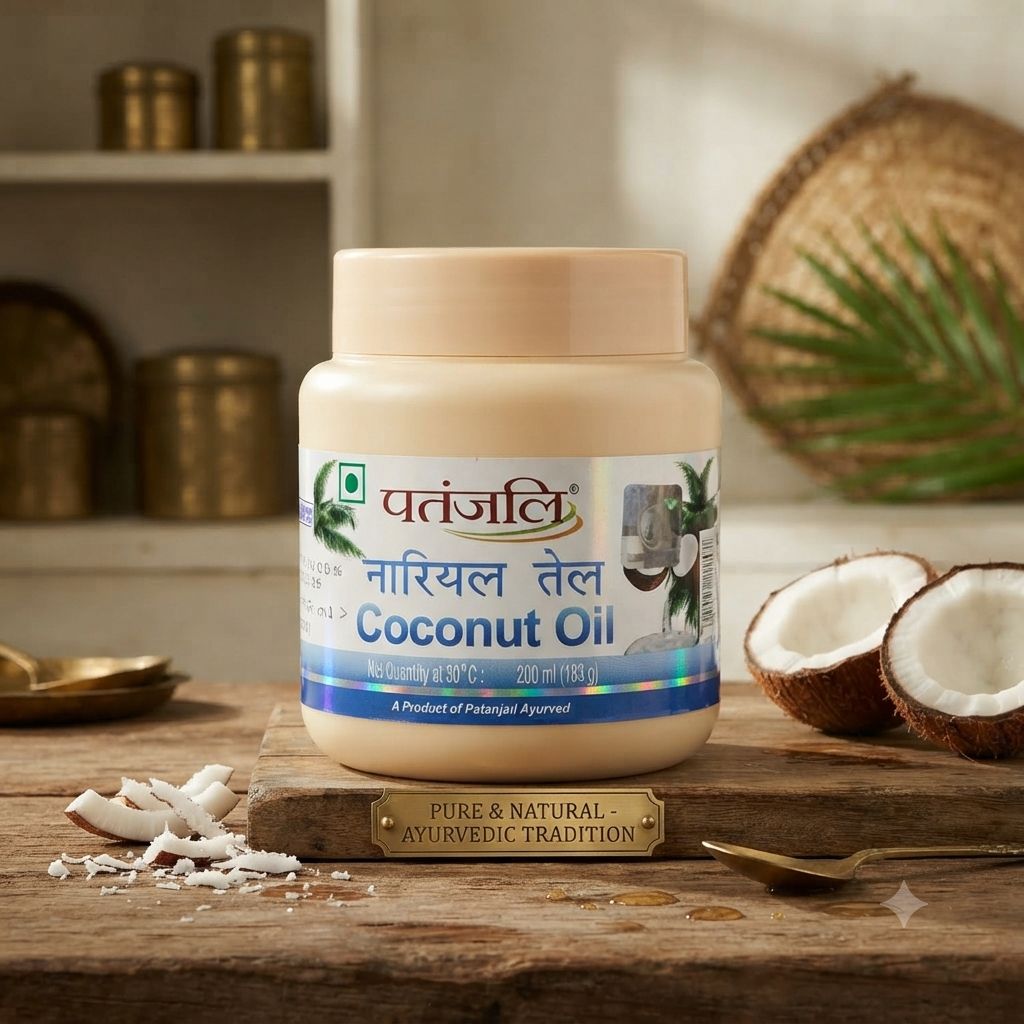 पतंजलि
नारियल तेल
Coconut Oil
Net Quantity at 30°C : 200 ml (183 g)
A Product of Patanjali Ayurved
PURE & NATURAL -
AYURVEDIC TRADITION